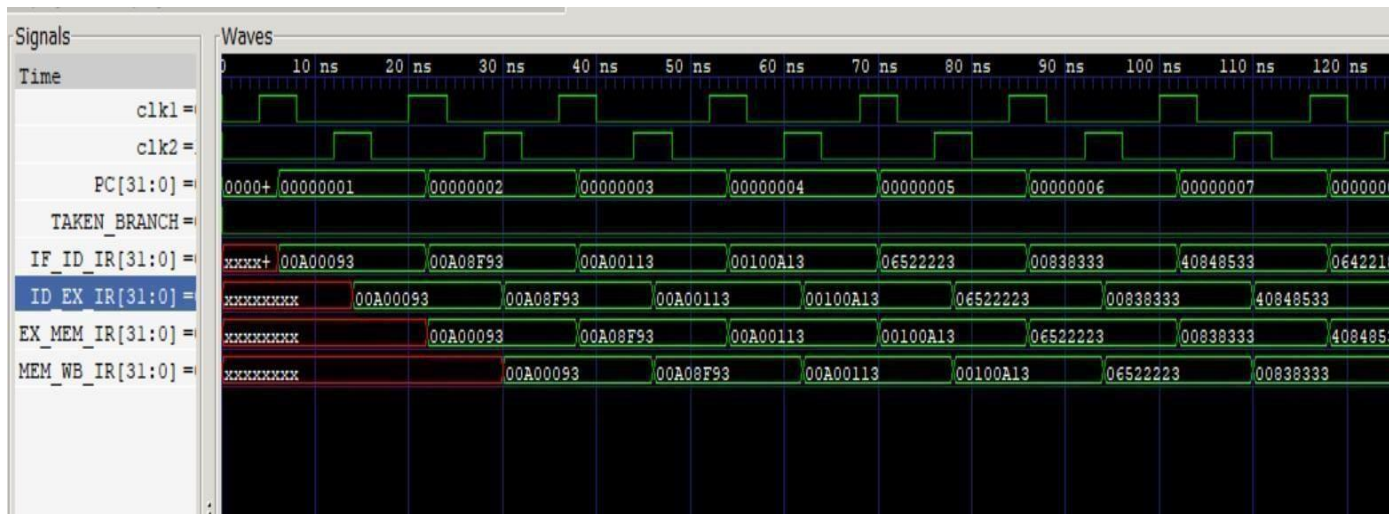 Signals
Waves
Time
10 ns 20 ns 30 ns 40 ns 50 ns 60 ns 70 ns 80 ns 90 ns 100 ns 110 ns 120 ns
clk1 =
clk2 =
PC[31:0] = 0000+ 00000001 00000002 00000003 00000004 00000005 00000006 00000007 0000000
TAKEN_BRANCH =
IF_ID_IR[31:0] = xxxx+ 00A00093 00A08F93 00A00113 00100A13 06522223 00838333 40848533 064221
ID_EX_IR[31:0] = xxxxxxxx 00A00093 00A08F93 00A00113 00100A13 06522223 00838333 40848533
EX_MEM_IR[31:0] = xxxxxxxx 00A00093 00A08F93 00A00113 00100A13 06522223 00838333 408485
MEM_WB_IR[31:0] = xxxxxxxx 00A00093 00A08F93 00A00113 00100A13 06522223 00838333